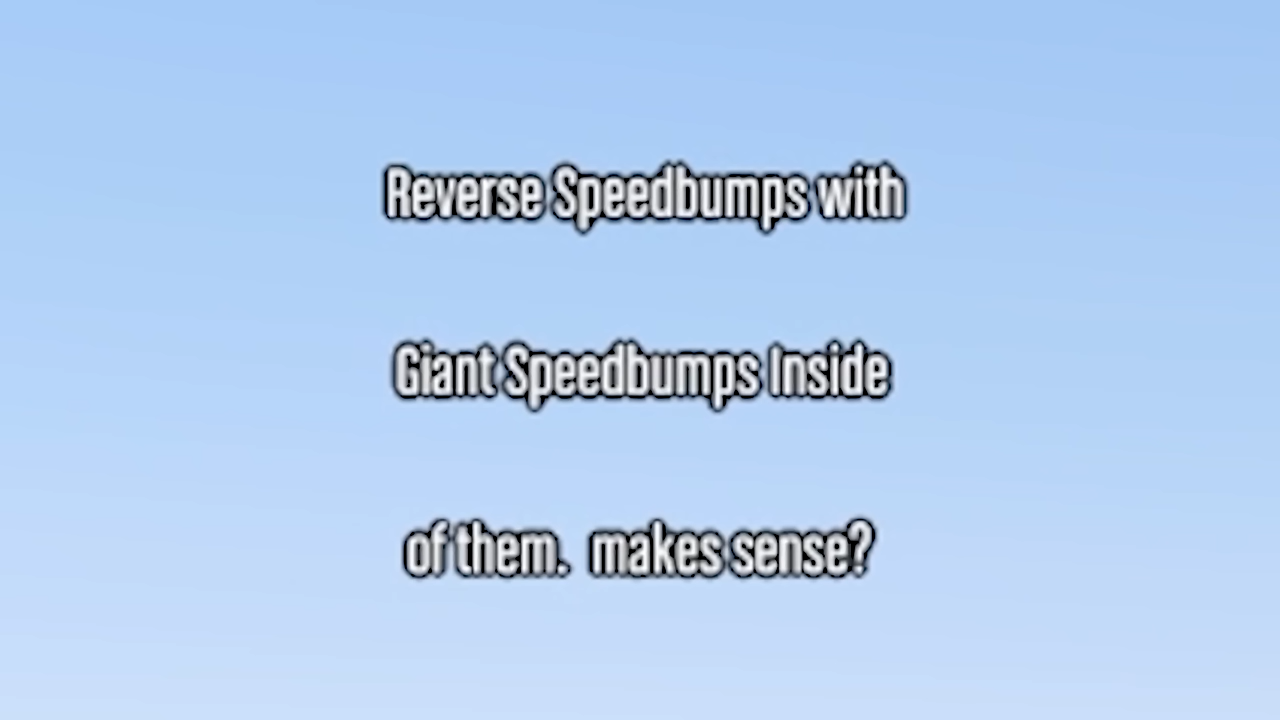 Reverse Speedbumps with
Giant Speedbumps Inside
of them.  makes sense?